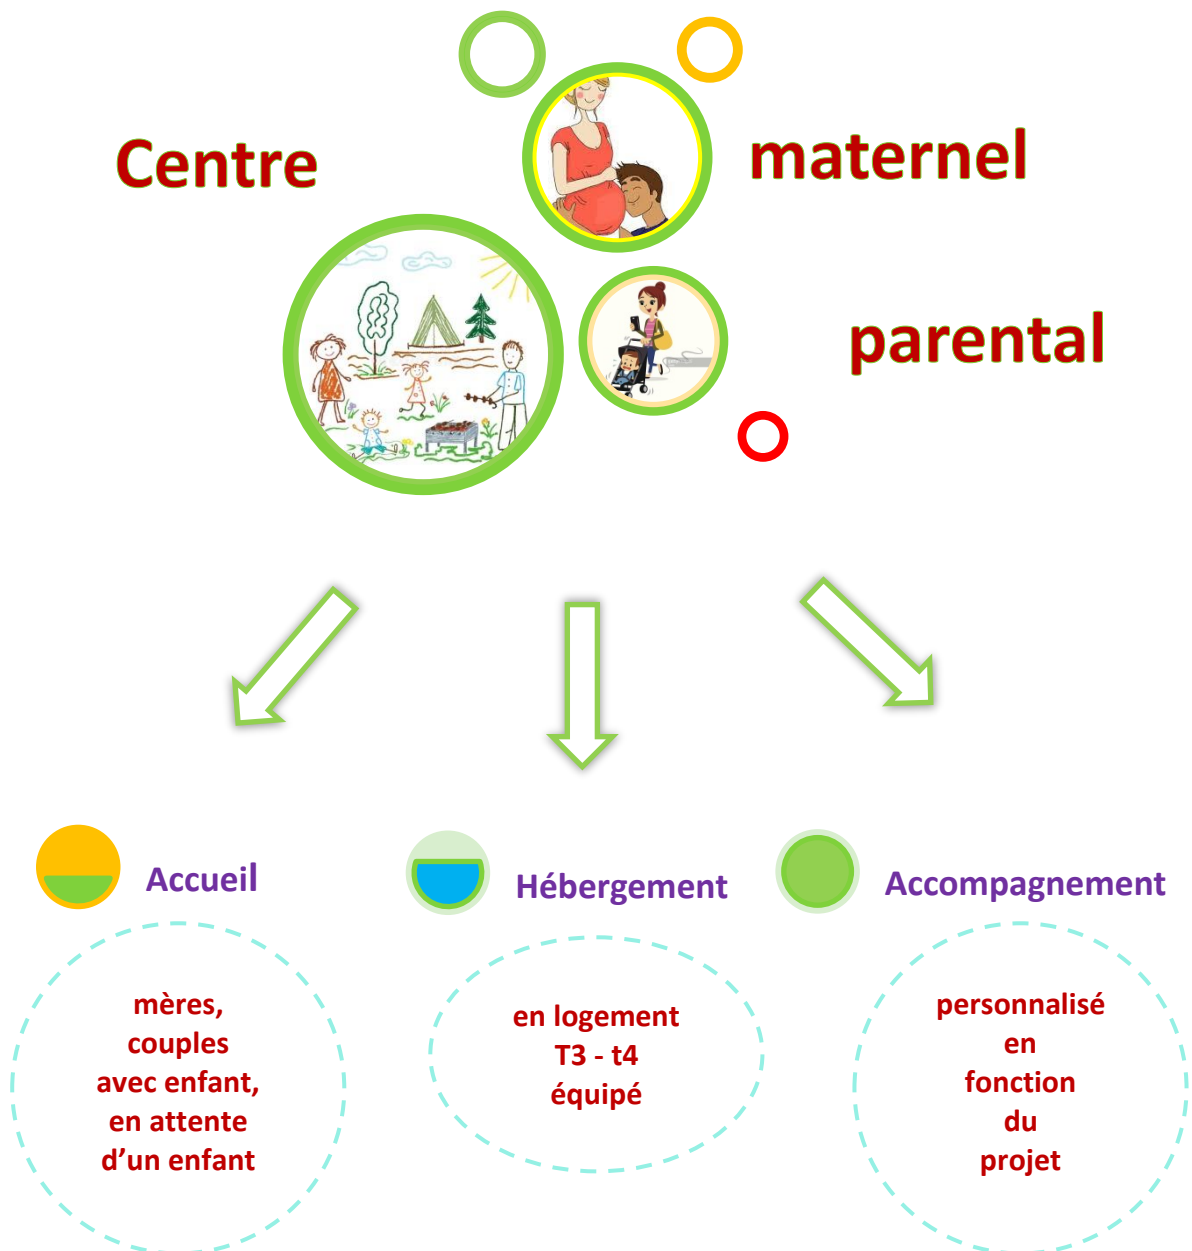 Centre
maternel
parental
Accueil
Hébergement
Accompagnement
mères,
couples
avec enfant,
en attente
d’un enfant
en logement
T3 - t4
équipé
personnalisé
en
fonction
du
projet